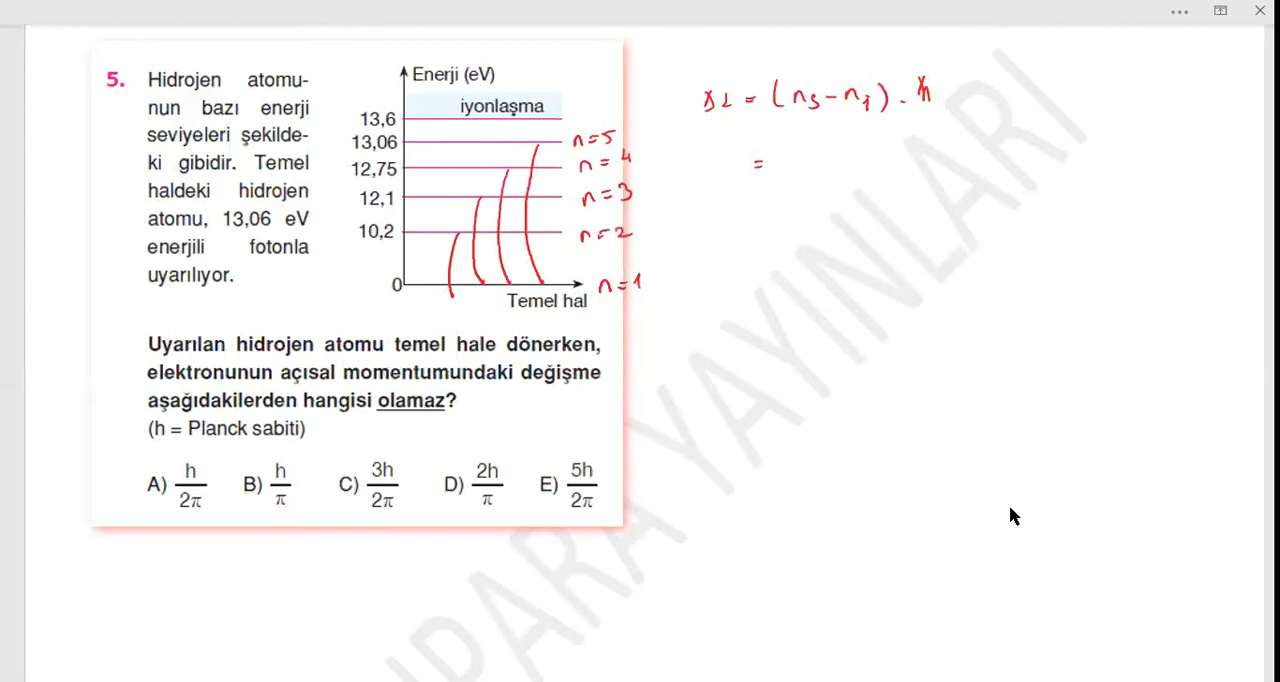 5. Hidrojen atomu-
nun bazı enerji
seviyeleri şekilde-
ki gibidir. Temel
haldeki hidrojen
atomu, 13,06 eV
enerjili fotonla
uyarılıyor.
Enerji (eV)
iyonlaşma
13,6
13,06 n=5
12,75 n=4
12,1 n=3
10,2 n=2
0 n=1
Temel hal
Uyarılan hidrojen atomu temel hale dönerken,
elektronunun açısal momentumundaki değişme
aşağıdakilerden hangisi olamaz?
(h = Planck sabiti)
A) h/2π B) h/π C) 3h/2π D) 2h/π E) 5h/2π
= (n5-n1).
=
PARA YAYINLARI